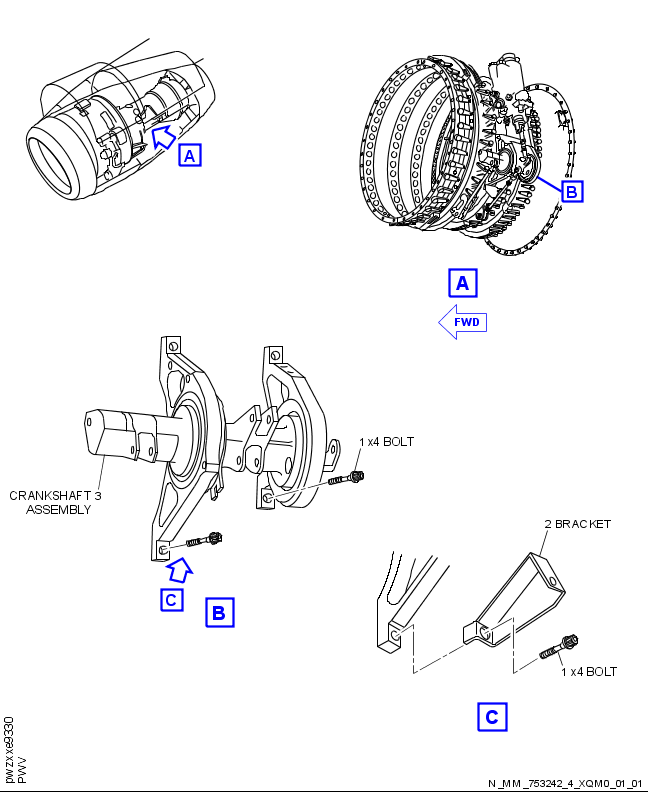 A
B
A
FWD
1 x4 BOLT
CRANKSHAFT 3
ASSEMBLY
2 BRACKET
C
B
1 x4 BOLT
C
pwzxxe9330
PWV
N_MM_753242_4_XQM0_01_01